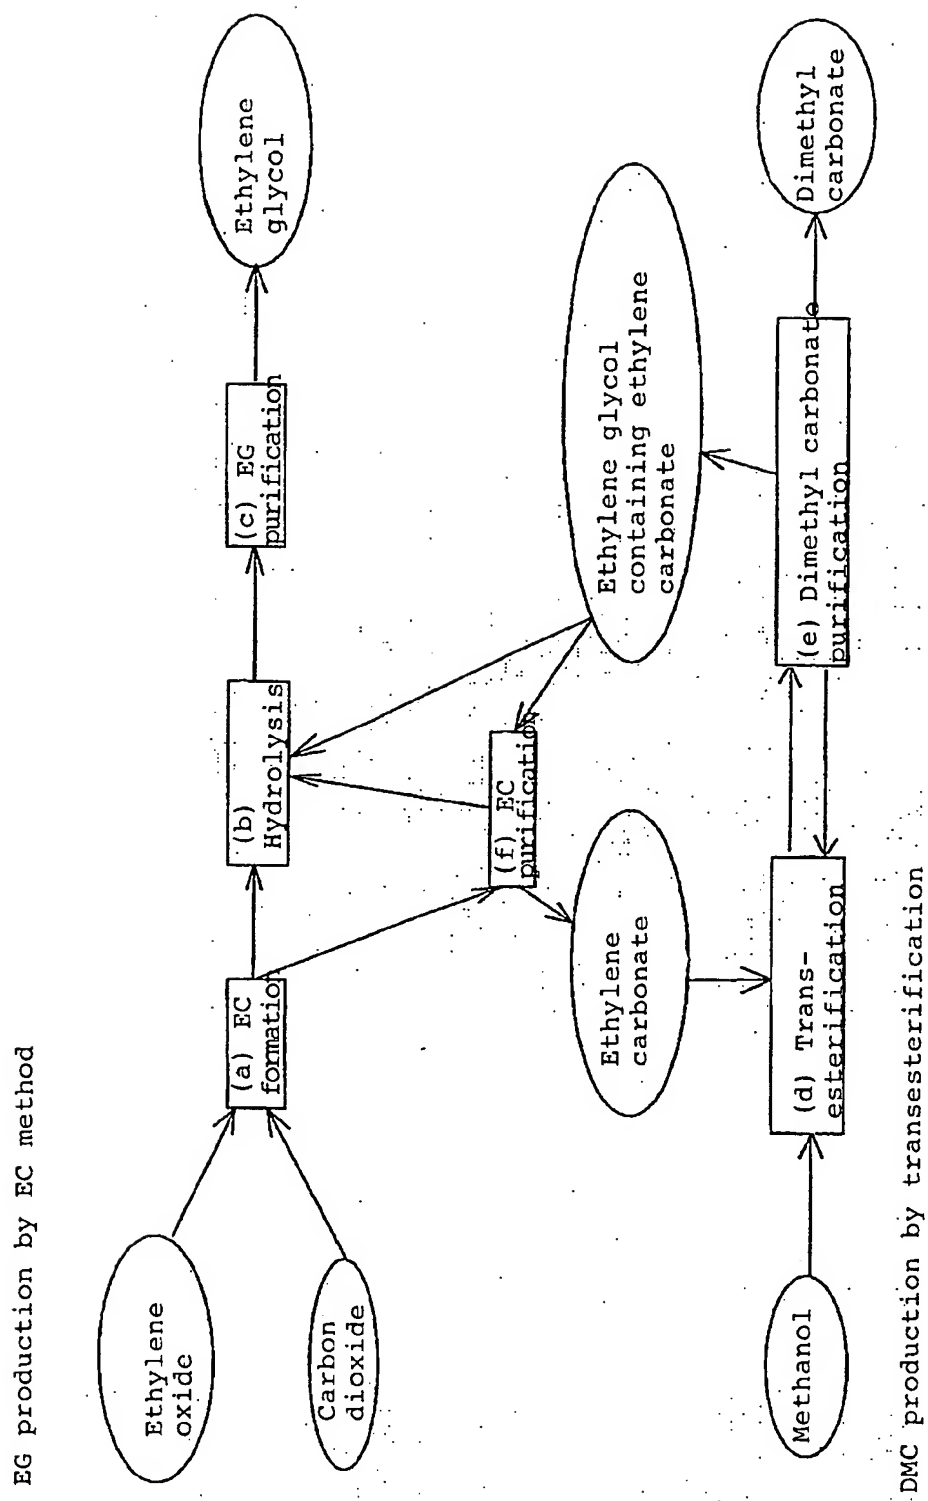 EG production by EC method
Ethylene
oxide
Carbon
dioxide
(a) EC
formation
(b)
Hydrolysis
(c) EG
purification
Ethylene
glycol
(f) EC
purification
Ethylene
carbonate
Ethylene glycol
containing ethylene
carbonate
Methanol
(d) Trans-
esterification
(e) Dimethyl carbonate
purification
Dimethyl
carbonate
DMC production by transesterification